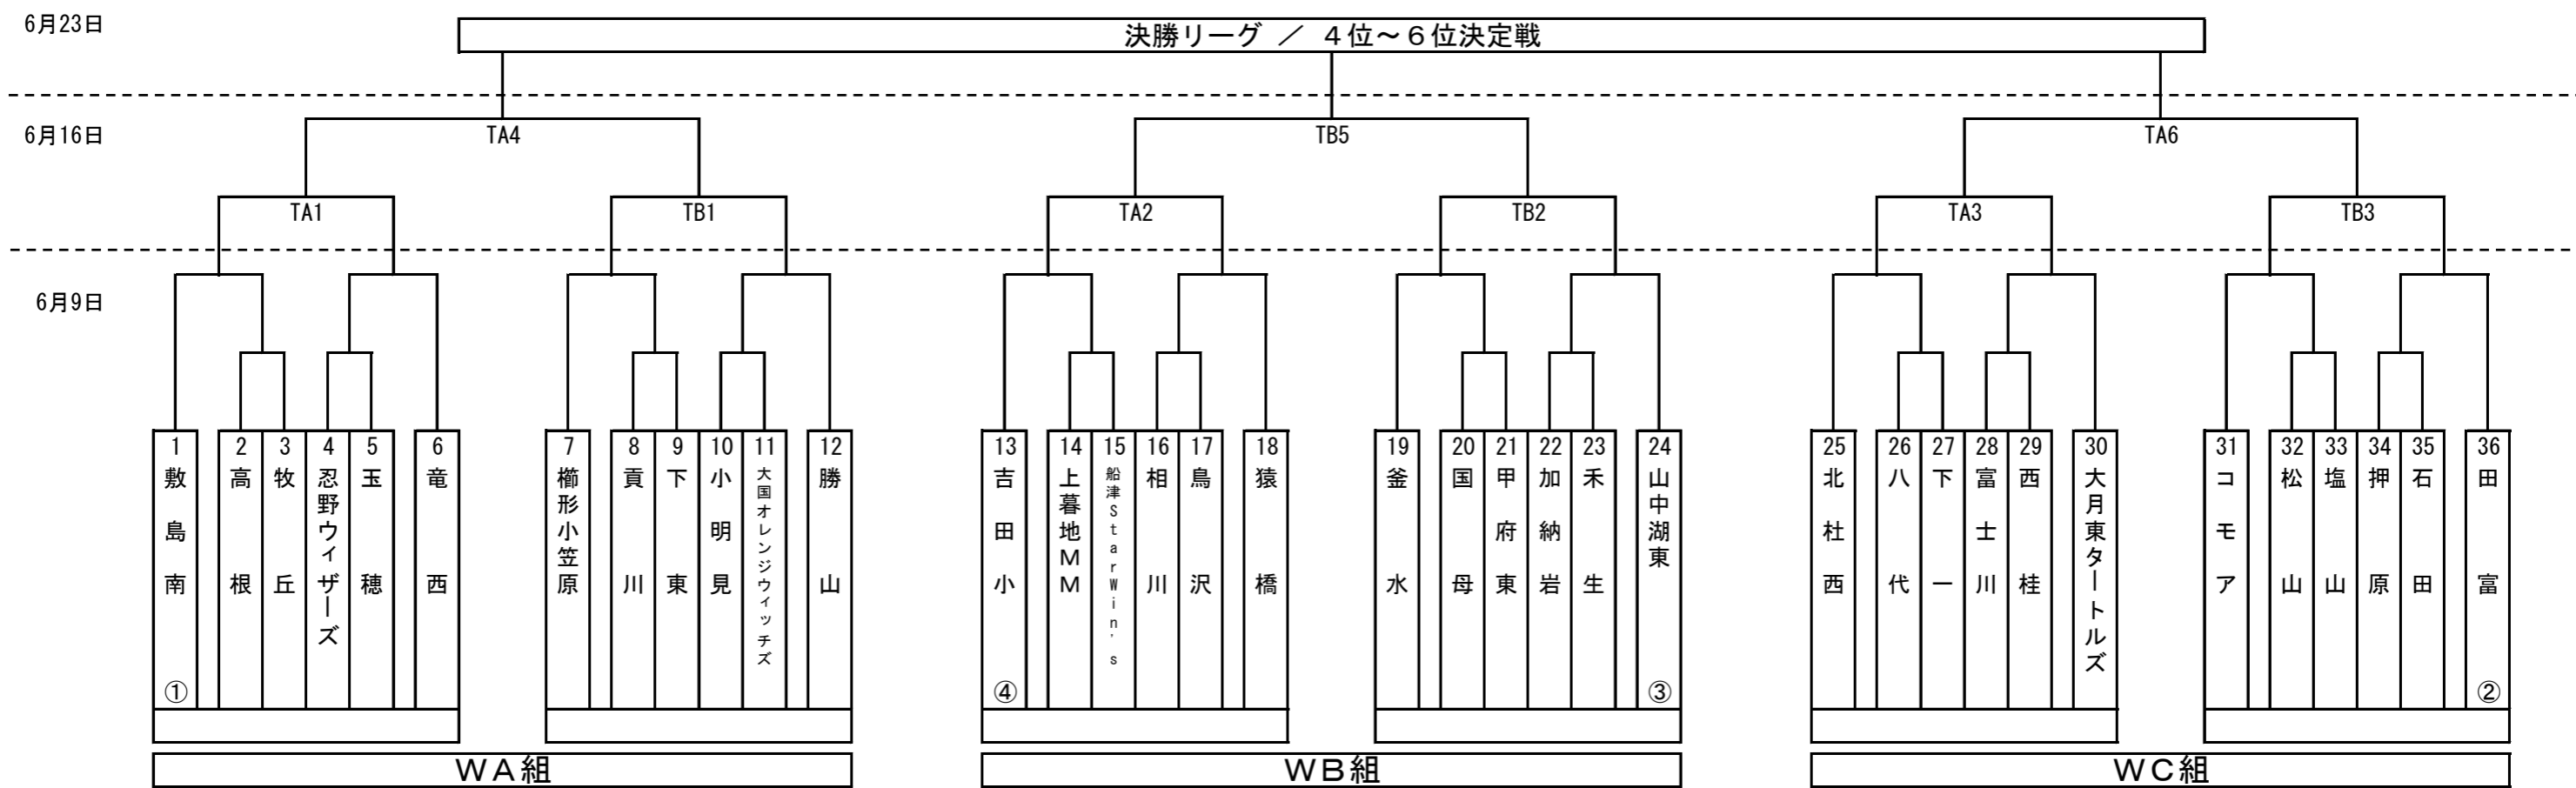 6月23日
決勝リーグ ／ ４位～６位決定戦
6月16日
TA4
TB5
TA6
TA1
TB1
TA2
TB2
TA3
TB3
6月9日
1
敷島南
①
2
高根
3
牧丘
4
忍野ウィザーズ
5
玉穂
6
竜西
7
櫛形小笠原
8
貢川
9
下東
10
小明見
11
大国オレンジウィッチズ
12
勝山
13
吉田小
④
14
上暮地ＭＭ
15
船津StarWin's
16
相川
17
鳥沢
18
猿橋
19
釜水
20
国母
21
甲府東
22
加納岩
23
禾生
24
山中湖東
③
25
北杜西
26
八代
27
下一
28
富士川
29
西桂
30
大月東タートルズ
31
コモア
32
松山
33
塩山
34
押原
35
石田
36
田富
②
ＷＡ組
ＷＢ組
ＷＣ組